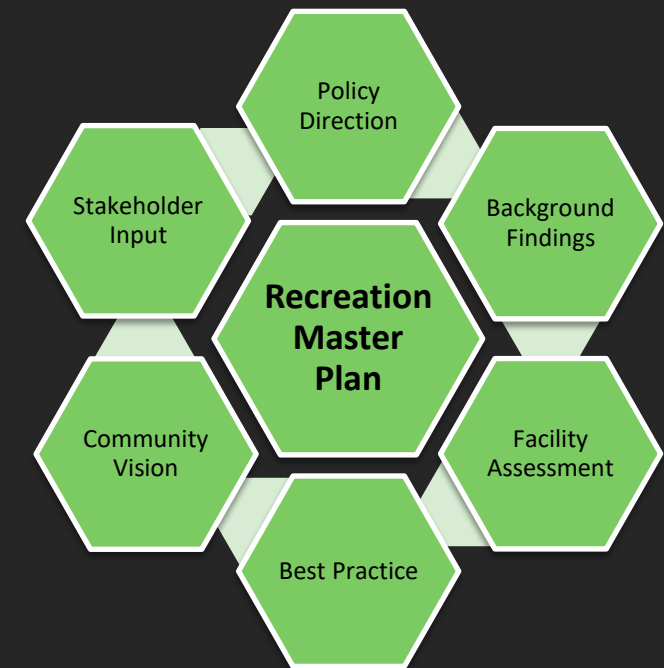 Policy
Direction
Stakeholder
Input
Background
Findings
Recreation
Master
Plan
Community
Vision
Facility
Assessment
Best Practice